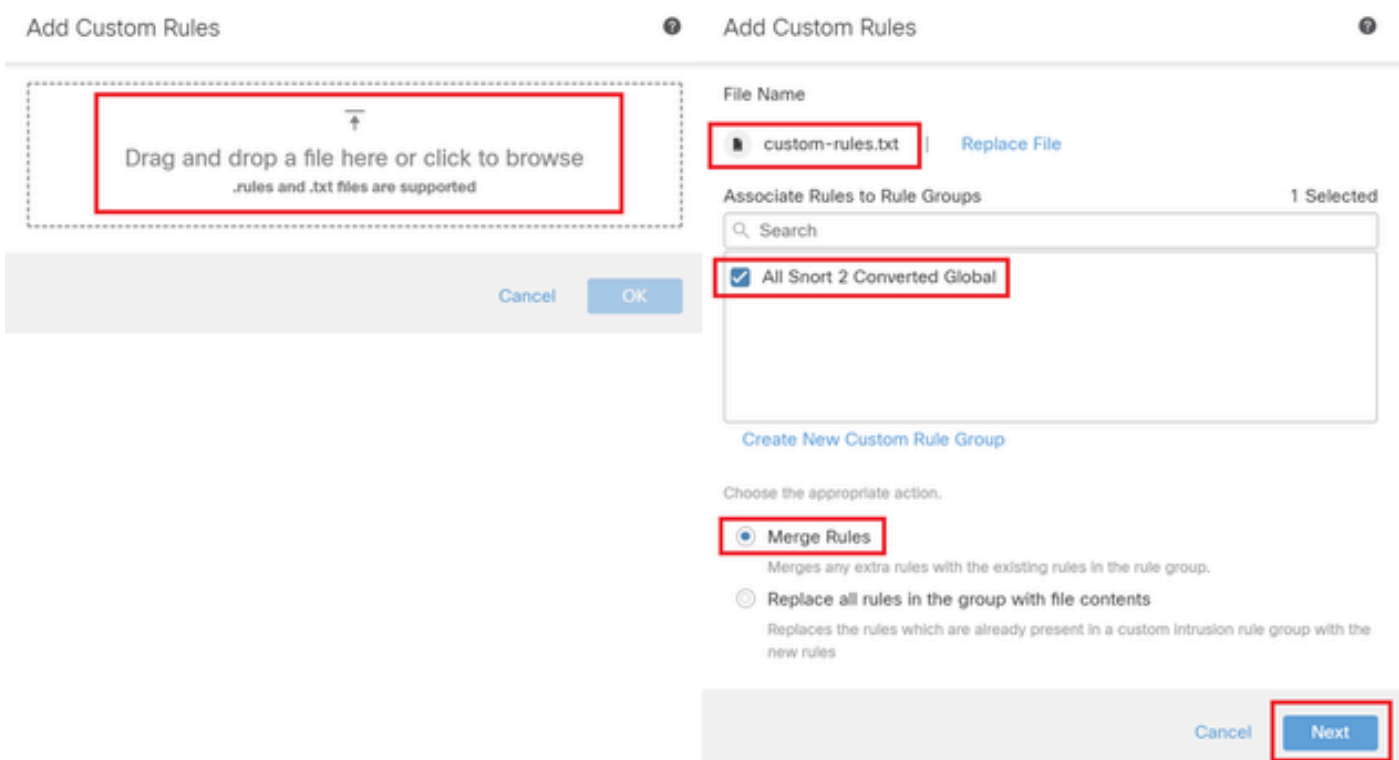 Add Custom Rules
Drag and drop a file here or click to browse
.rules and .txt files are supported
Cancel
OK
Add Custom Rules
File Name
custom-rules.txt | Replace File
Associate Rules to Rule Groups 1 Selected
Search
All Snort 2 Converted Global
Create New Custom Rule Group
Choose the appropriate action.
Merge Rules
Merges any extra rules with the existing rules in the rule group.
Replace all rules in the group with file contents
Replaces the rules which are already present in a custom intrusion rule group with the
new rules
Cancel
Next